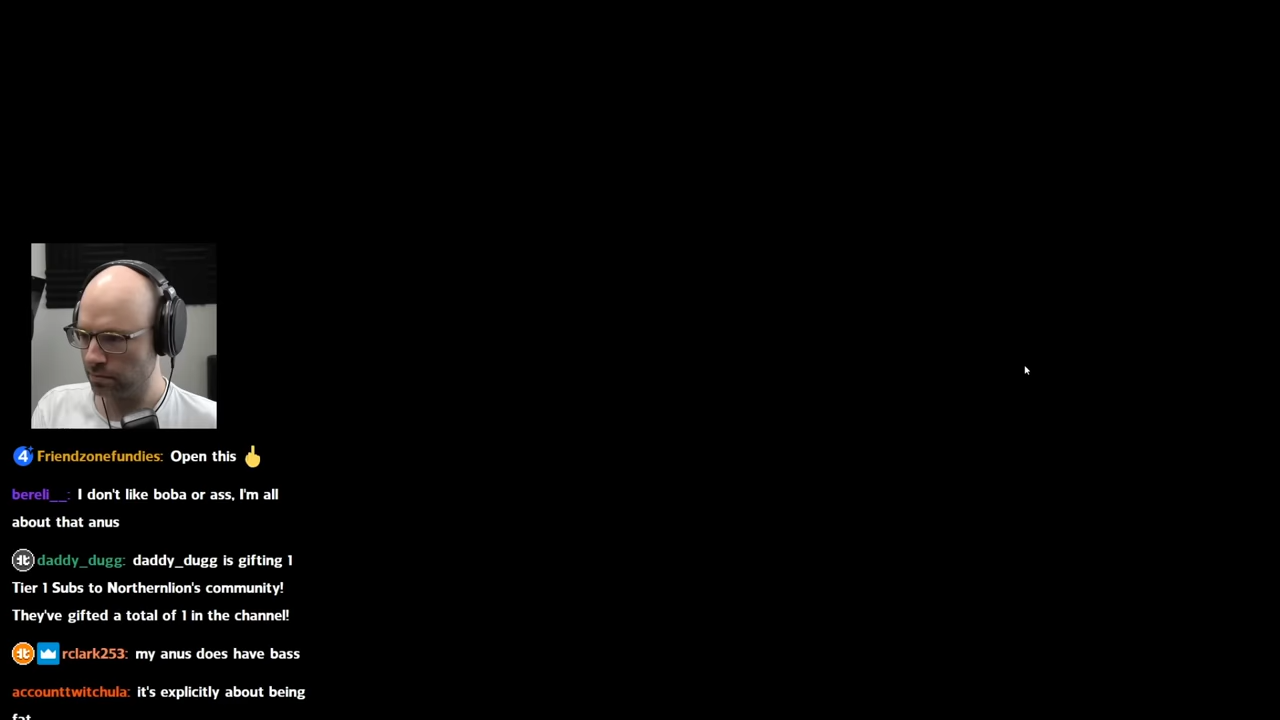 Friendzonefundies: Open this 🖕
bereli__: I don't like boba or ass, I'm all
about that anus
daddy_dugg: daddy_dugg is gifting 1
Tier 1 Subs to Northernlion's community!
They've gifted a total of 1 in the channel!
rclark253: my anus does have bass
accounttwitchula: it's explicitly about being
fat